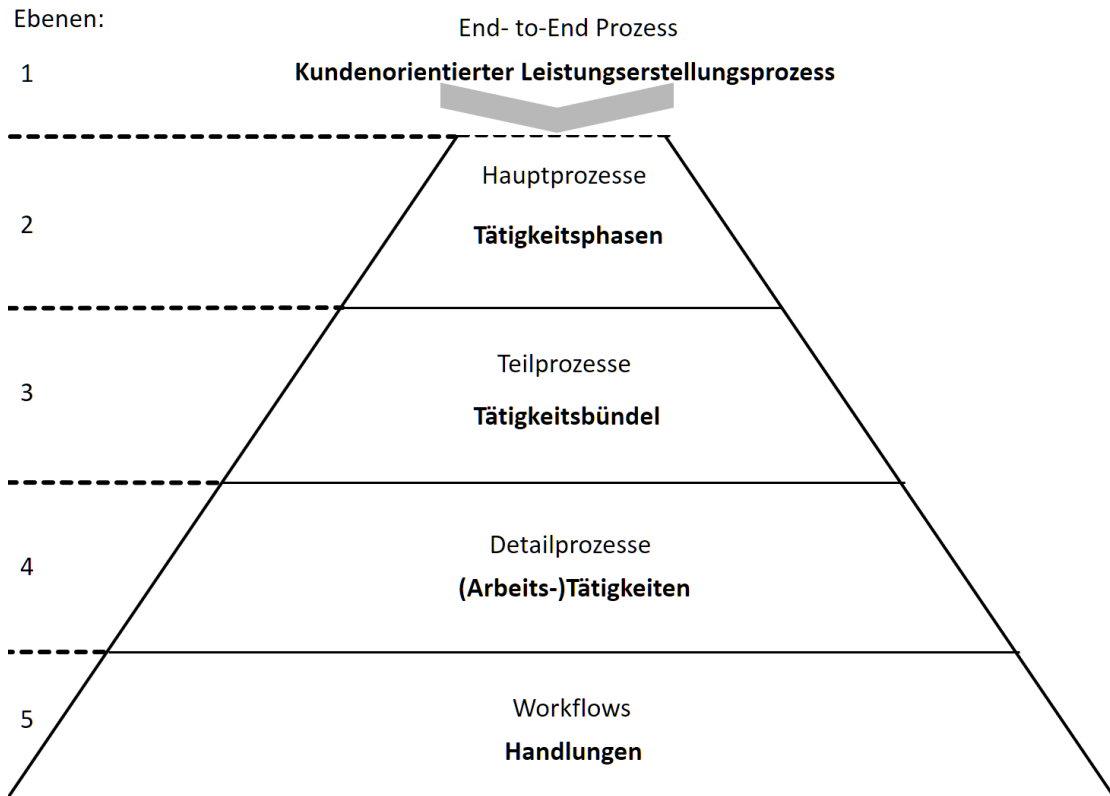 Ebenen:
End- to-End Prozess
1
Kundenorientierter Leistungserstellungsprozess
Hauptprozesse
2
Tätigkeitsphasen
Teilprozesse
3
Tätigkeitsbündel
Detailprozesse
4
(Arbeits-)Tätigkeiten
Workflows
5
Handlungen